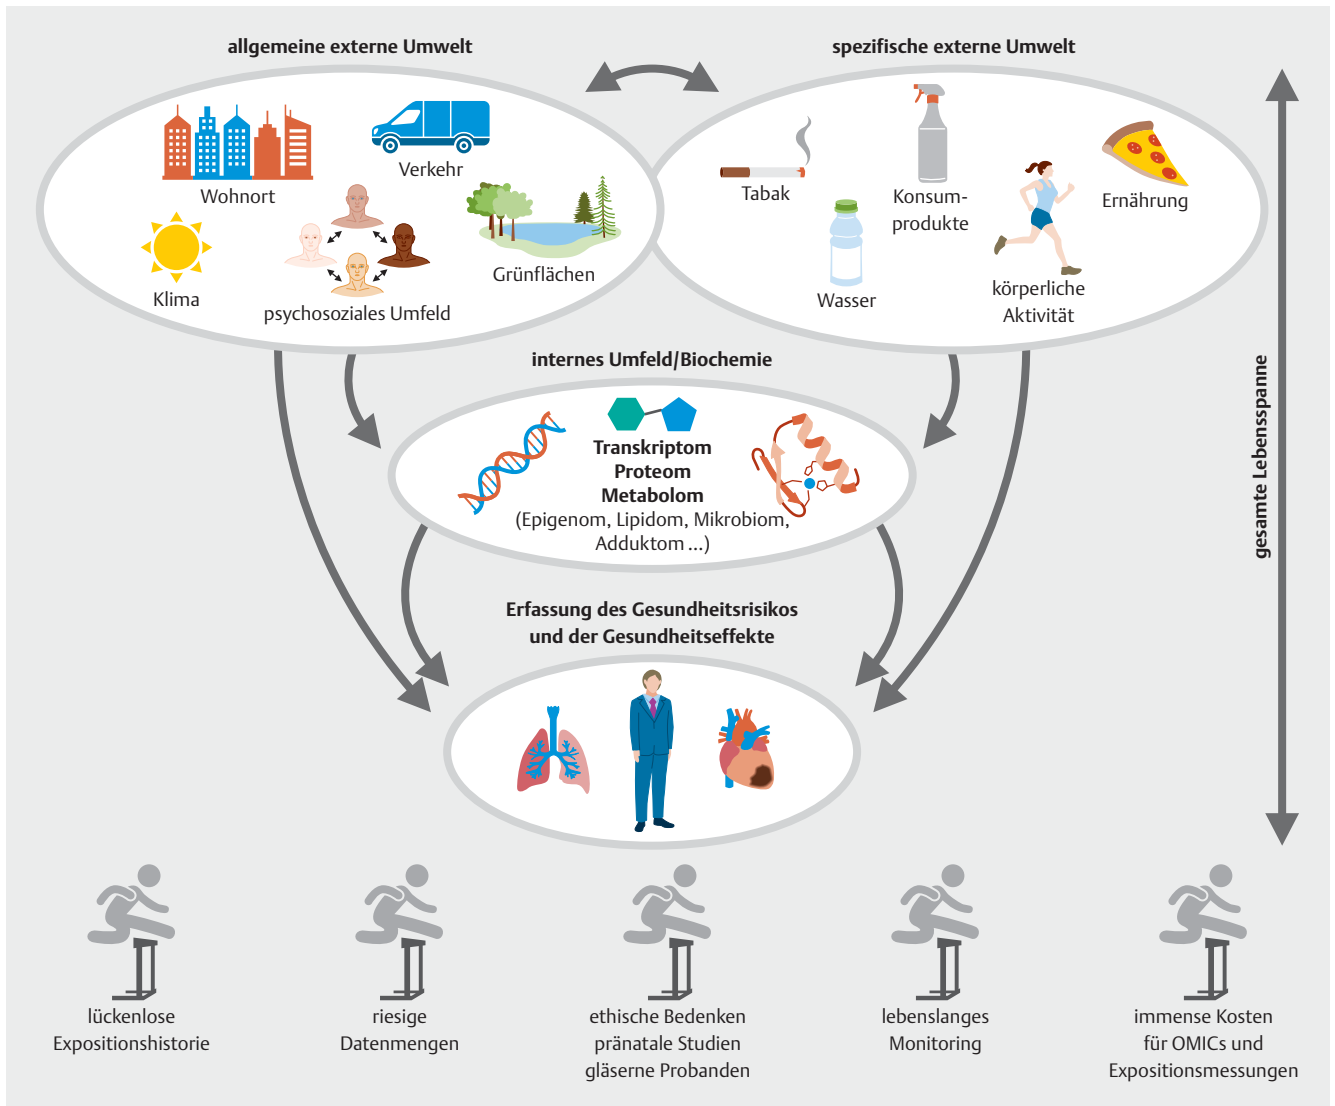 allgemeine externe Umwelt
spezifische externe Umwelt
Wohnort
Verkehr
Klima
psychosoziales Umfeld
Grünflächen
Tabak
Wasser
Konsum-
produkte
körperliche
Aktivität
Ernährung
internes Umfeld/Biochemie
Transkriptom
Proteom
Metabolom
(Epigenom, Lipidom, Mikrobiom,
Adduktom ...)
Erfassung des Gesundheitsrisikos
und der Gesundheitseffekte
gesamte Lebensspanne
lückenlose
Expositionshistorie
riesige
Datenmengen
ethische Bedenken
pränatale Studien
gläserne Probanden
lebenslanges
Monitoring
immense Kosten
für OMICs und
Expositionsmessungen